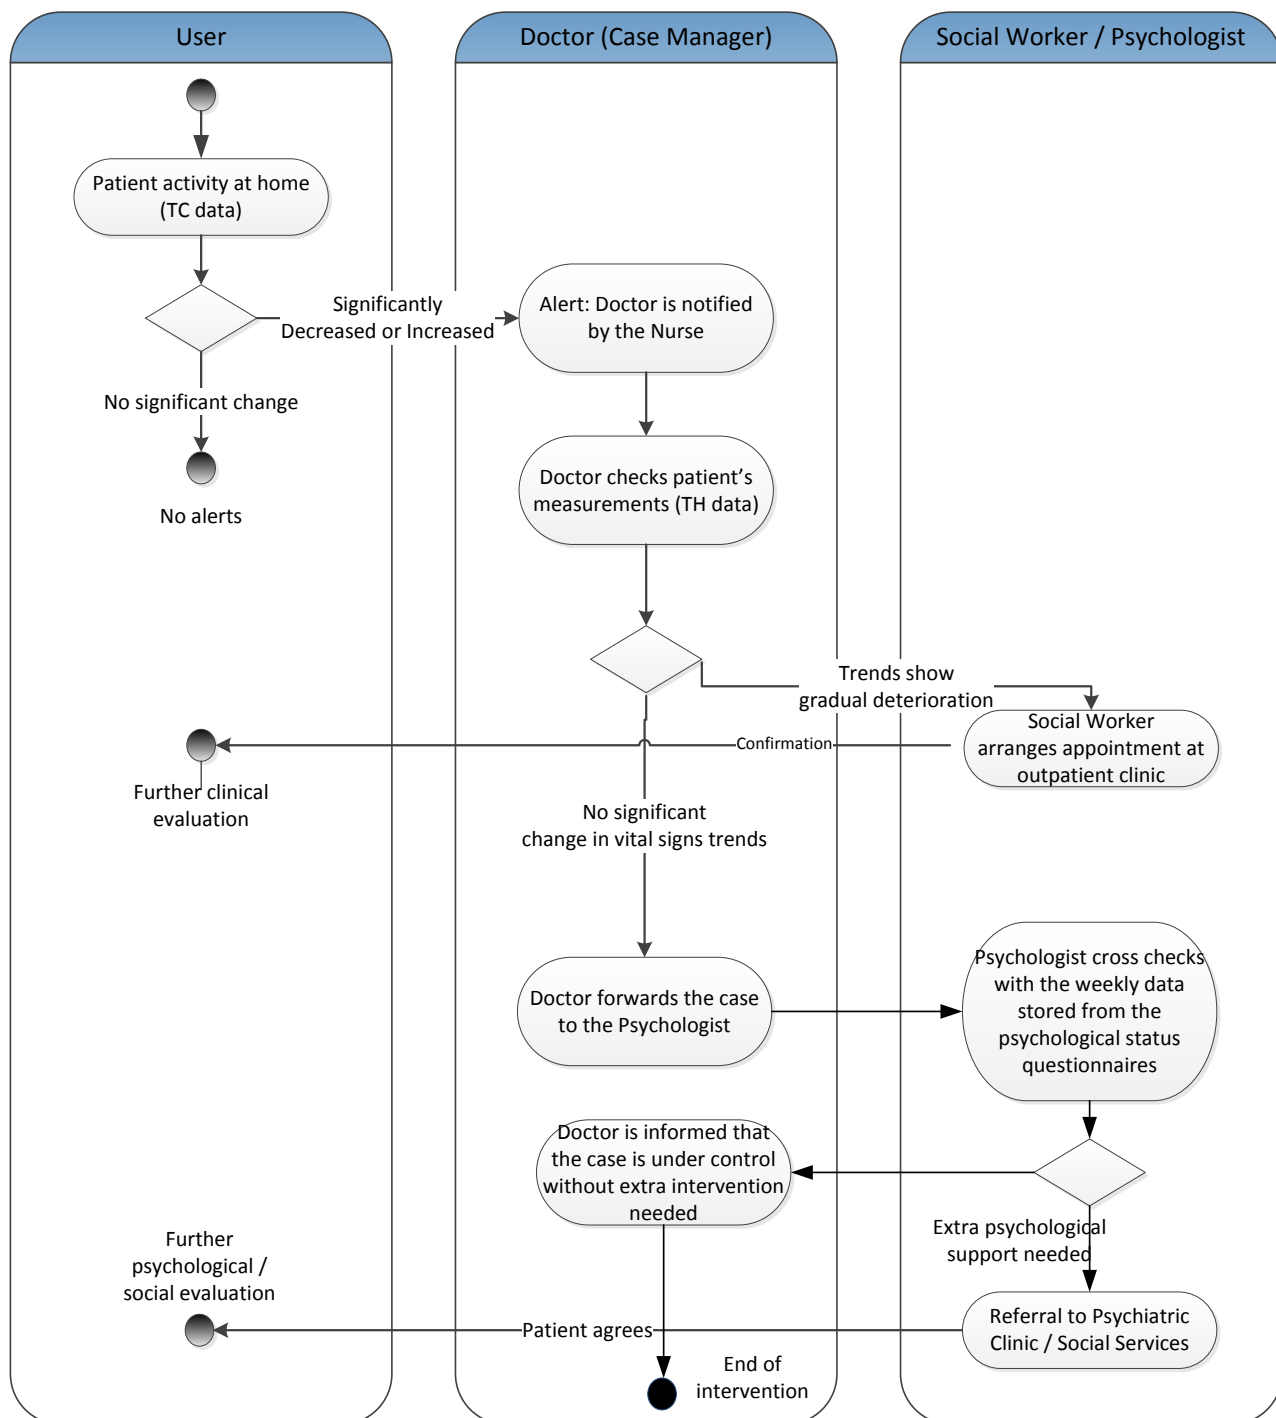 User
Doctor (Case Manager)
Social Worker / Psychologist
Patient activity at home
(TC data)
Significantly
Decreased or Increased
Alert: Doctor is notified
by the Nurse
No significant change
No alerts
Doctor checks patient's
measurements (TH data)
Trends show
gradual deterioration
Social Worker
arranges appointment at
outpatient clinic
Confirmation
Further clinical
evaluation
No significant
change in vital signs trends
Doctor forwards the case
to the Psychologist
Psychologist cross checks
with the weekly data
stored from the
psychological status
questionnaires
Doctor is informed that
the case is under control
without extra intervention
needed
Extra psychological
support needed
Further
psychological /
social evaluation
Patient agrees
Referral to Psychiatric
Clinic / Social Services
End of
intervention